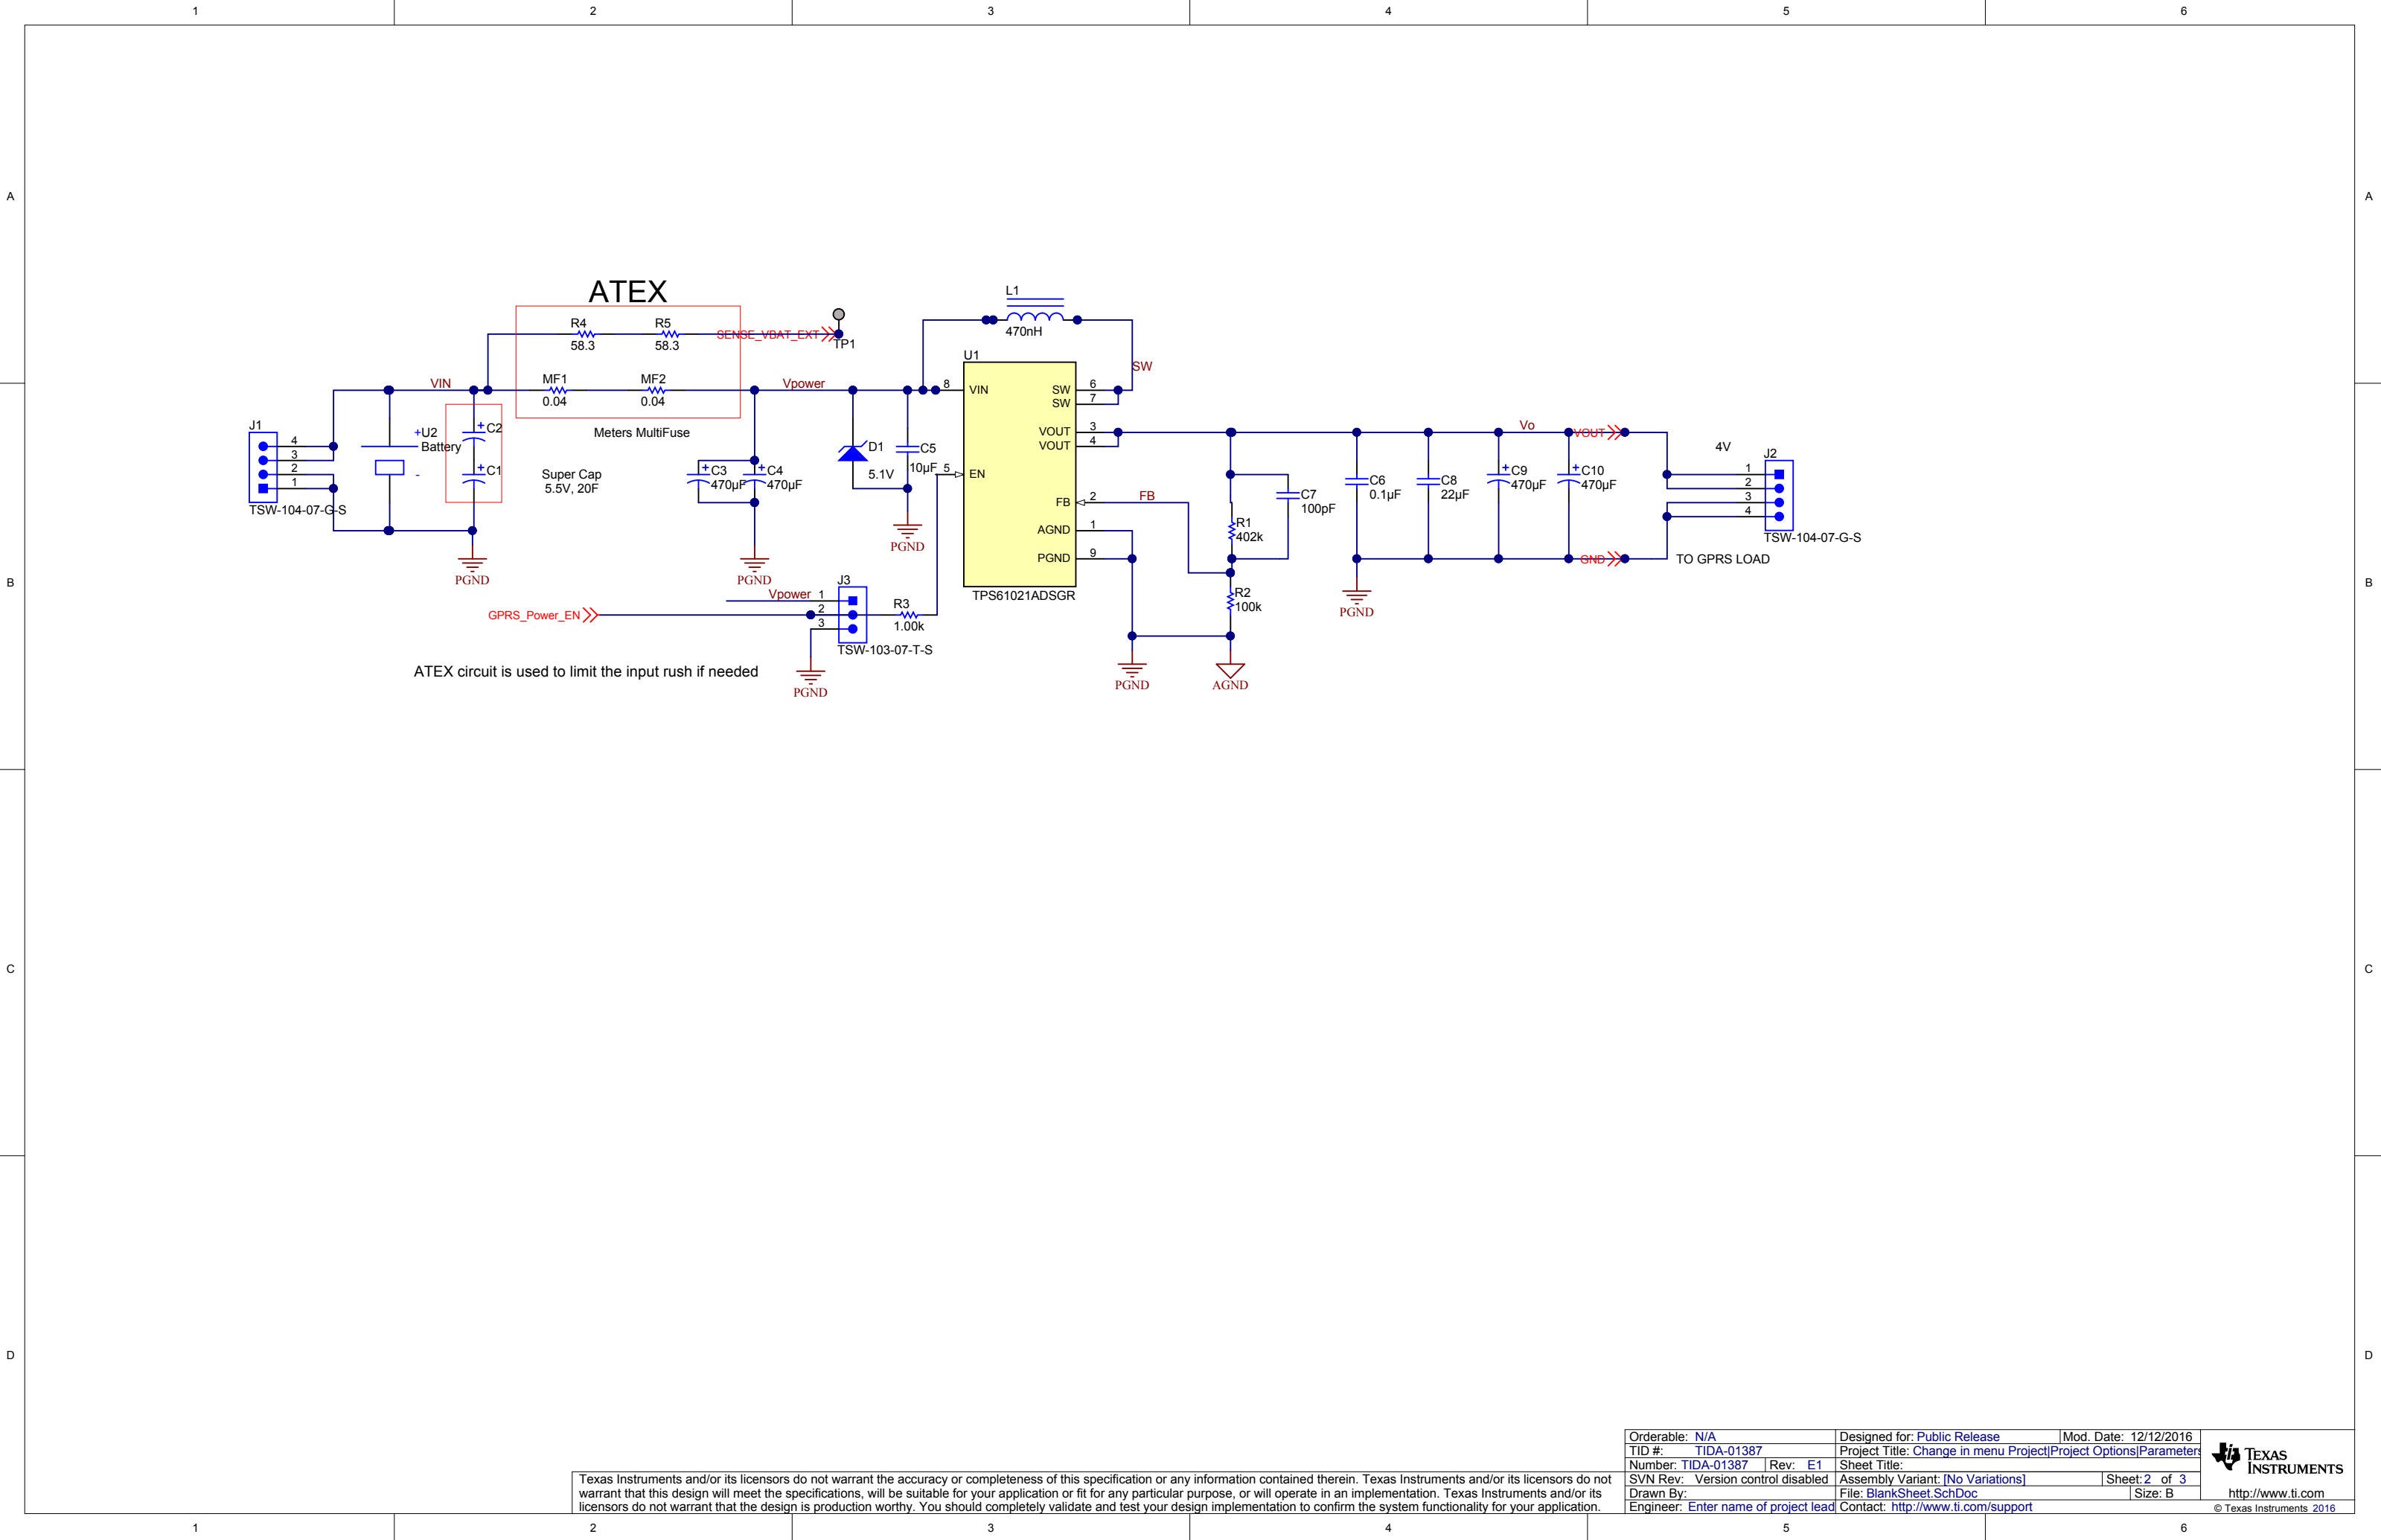 1 2 3 4 5 6
A A
ATEX
L1
470nH
R4 R5
58.3 58.3
SENSE_VBAT_EXT
TP1
U1
SW
VIN
MF1 MF2
0.04 0.04
Vpower
8 VIN
SW 6
SW 7
J1
4
3
2
1
TSW-104-07-G-S
+U2
Battery
-
+ C2
+ C1
Meters MultiFuse
Super Cap
5.5V, 20F
+ C3
470µF
+ C4
470µF
D1
5.1V
C5
10µF
5 EN
VOUT 3
VOUT 4
FB 2
FB
AGND 1
PGND 9
TPS61021ADSGR
C7
100pF
R1
402k
R2
100k
C6
0.1µF
C8
22µF
+ C9
470µF
+ C10
470µF
Vo
VOUT
GND
4V
J2
1
2
3
4
TSW-104-07-G-S
TO GPRS LOAD
PGND
PGND
PGND
PGND
B B
J3
Vpower 1
2
3
GPRS_Power_EN
R3
1.00k
TSW-103-07-T-S
PGND
PGND
AGND
ATEX circuit is used to limit the input rush if needed
C C
D D
Texas Instruments and/or its licensors do not warrant the accuracy or completeness of this specification or any information contained therein. Texas Instruments and/or its licensors do not
warrant that this design will meet the specifications, will be suitable for your application or fit for any particular purpose, or will operate in an implementation. Texas Instruments and/or its
licensors do not warrant that the design is production worthy. You should completely validate and test your design implementation to confirm the system functionality for your application.
Orderable: N/A Designed for: Public Release Mod. Date: 12/12/2016
TID #: TIDA-01387 Project Title: Change in menu Project|Project Options|Parameters
Number: TIDA-01387 Rev: E1 Sheet Title:
SVN Rev: Version control disabled Assembly Variant: [No Variations] Sheet: 2 of 3
Drawn By: File: BlankSheet.SchDoc Size: B
Engineer: Enter name of project lead Contact: http://www.ti.com/support
TEXAS
INSTRUMENTS
http://www.ti.com
© Texas Instruments 2016
1 2 3 4 5 6